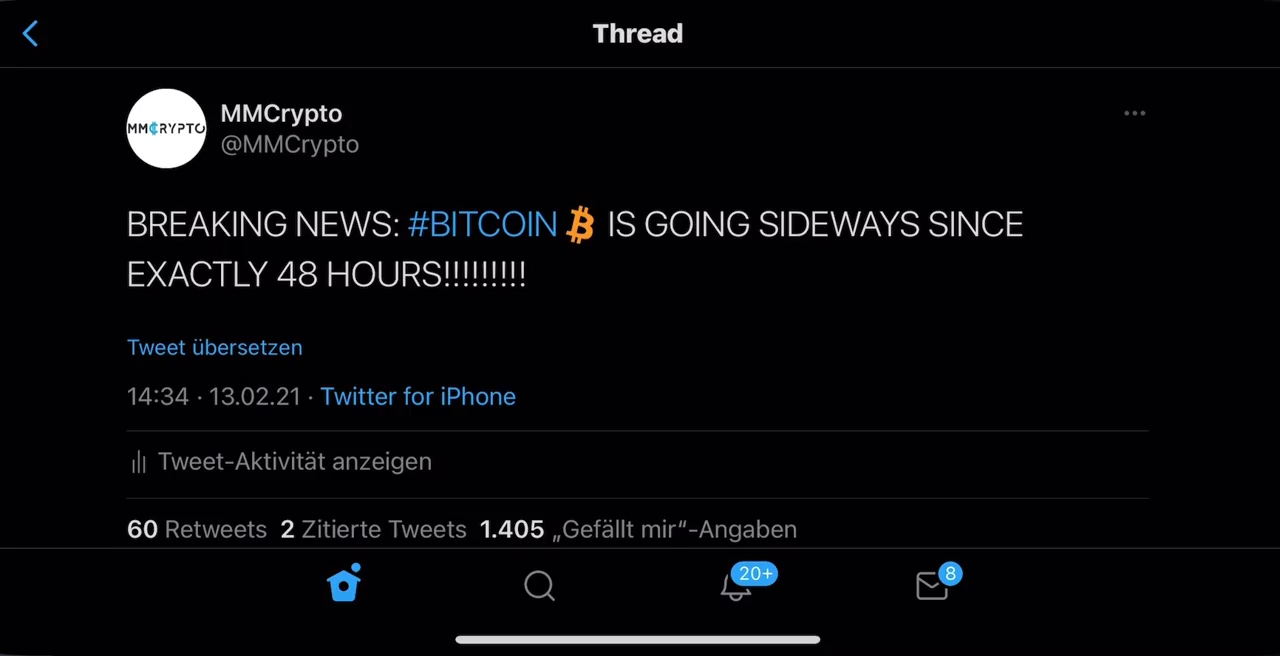 Thread
MMCRYPTO
MMCrypto
@MMCrypto
BREAKING NEWS: #BITCOIN IS GOING SIDEWAYS SINCE
EXACTLY 48 HOURS!!!!!!!!!
Tweet übersetzen
14:34 · 13.02.21 · Twitter for iPhone
Tweet-Aktivität anzeigen
60 Retweets 2 Zitierte Tweets 1.405 „Gefällt mir“-Angaben
20+ 8